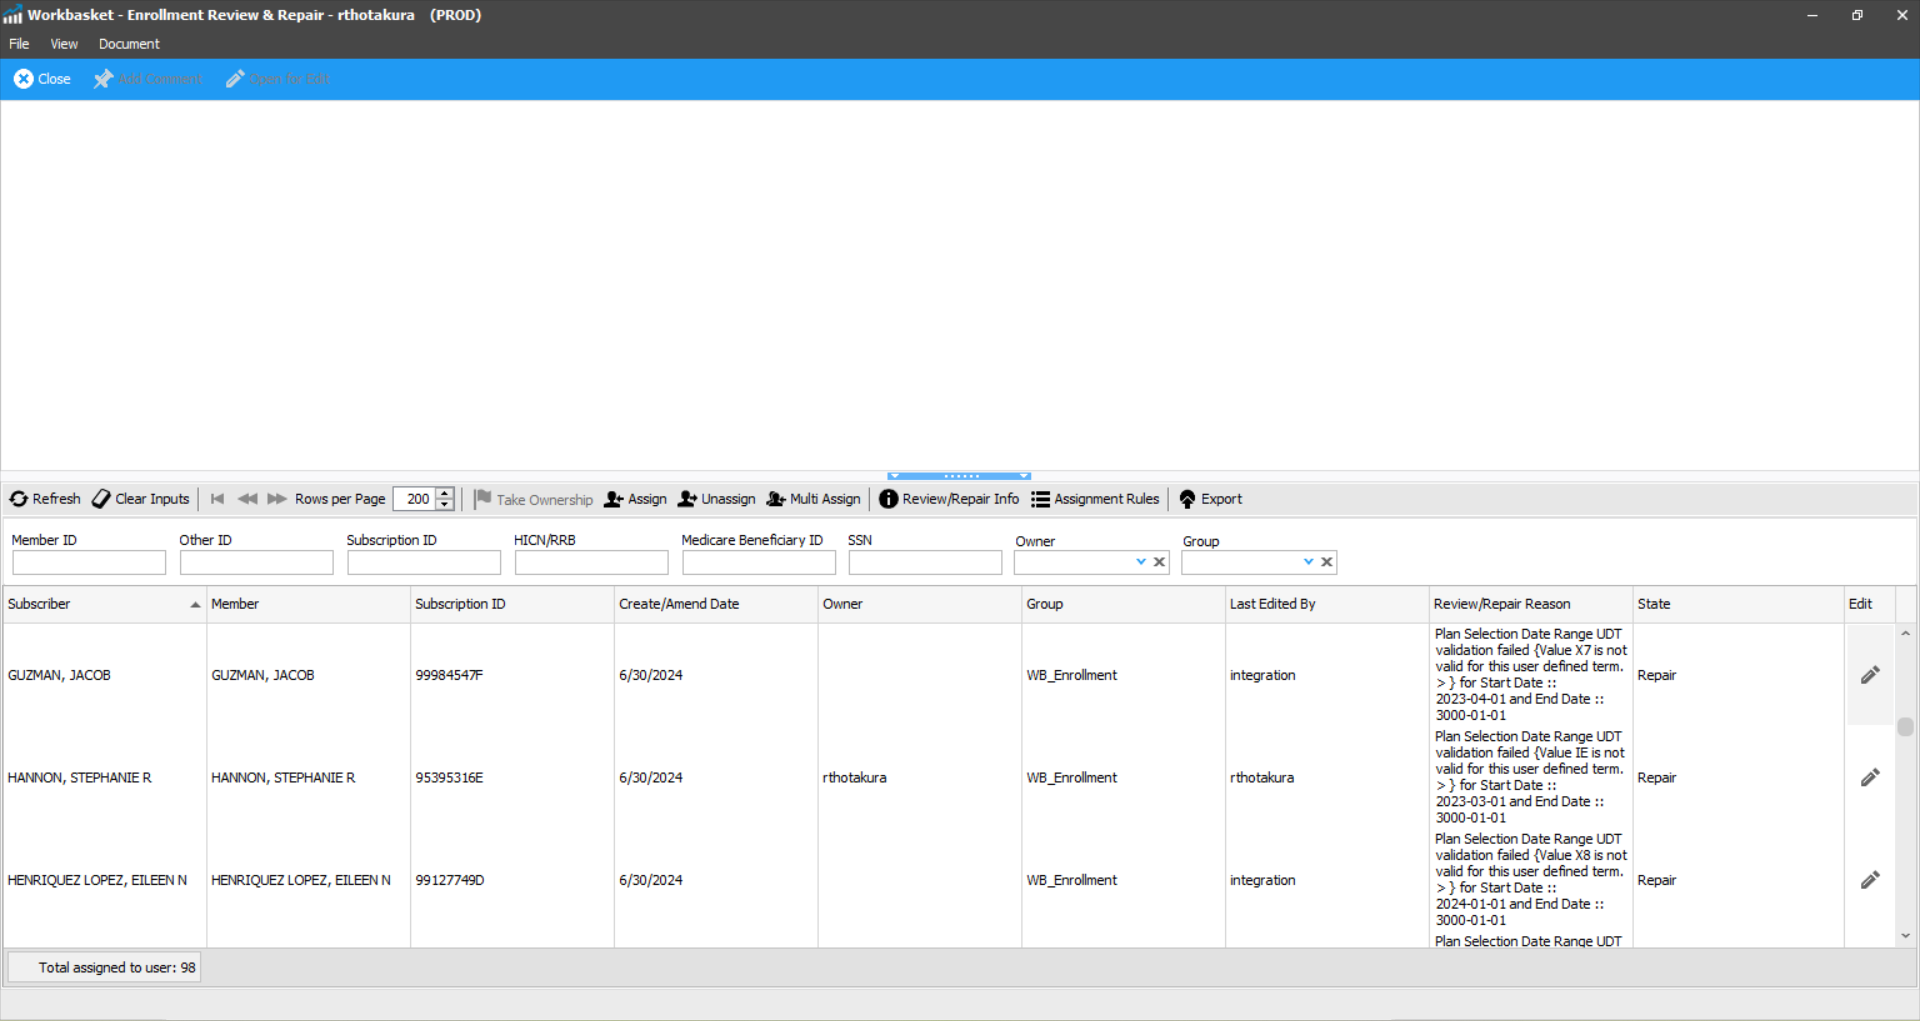 Workbasket - Enrollment Review & Repair - rthotakura (PROD)
File View Document
Close Add Comment Open for Edit
Refresh Clear Inputs Rows per Page 200 Take Ownership Assign Unassign Multi Assign Review/Repair Info Assignment Rules Export
Member ID Other ID Subscription ID HICN/RRB Medicare Beneficiary ID SSN Owner Group
Subscriber Member Subscription ID Create/Amend Date Owner Group Last Edited By Review/Repair Reason State Edit
GUZMAN, JACOB GUZMAN, JACOB 99984547F 6/30/2024 WB_Enrollment integration
Plan Selection Date Range UDT
validation failed {Value X7 is not
valid for this user defined term.
> } for Start Date ::
2023-04-01 and End Date ::
3000-01-01
Repair
HANNON, STEPHANIE R HANNON, STEPHANIE R 95395316E 6/30/2024 rthotakura WB_Enrollment rthotakura
Plan Selection Date Range UDT
validation failed {Value IE is not
valid for this user defined term.
> } for Start Date ::
2023-03-01 and End Date ::
3000-01-01
Repair
HENRIQUEZ LOPEZ, EILEEN N HENRIQUEZ LOPEZ, EILEEN N 99127749D 6/30/2024 WB_Enrollment integration
Plan Selection Date Range UDT
validation failed {Value X8 is not
valid for this user defined term.
> } for Start Date ::
2024-01-01 and End Date ::
3000-01-01
Repair
Plan Selection Date Range UDT
Total assigned to user: 98